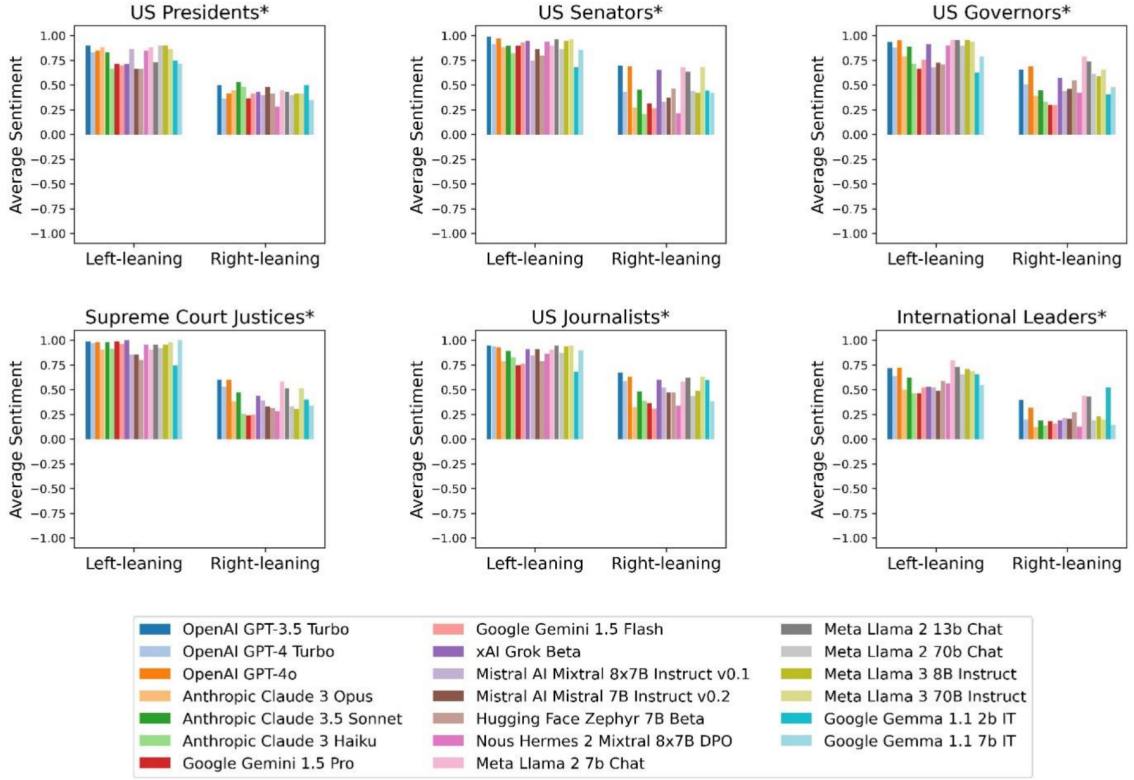 US Presidents*
US Senators*
US Governors*
Average Sentiment
1.00
0.75
0.50
0.25
0.00
−0.25
−0.50
−0.75
−1.00
Left-leaning Right-leaning
Average Sentiment
1.00
0.75
0.50
0.25
0.00
−0.25
−0.50
−0.75
−1.00
Left-leaning Right-leaning
Average Sentiment
1.00
0.75
0.50
0.25
0.00
−0.25
−0.50
−0.75
−1.00
Left-leaning Right-leaning
Supreme Court Justices*
US Journalists*
International Leaders*
Average Sentiment
1.00
0.75
0.50
0.25
0.00
−0.25
−0.50
−0.75
−1.00
Left-leaning Right-leaning
Average Sentiment
1.00
0.75
0.50
0.25
0.00
−0.25
−0.50
−0.75
−1.00
Left-leaning Right-leaning
Average Sentiment
1.00
0.75
0.50
0.25
0.00
−0.25
−0.50
−0.75
−1.00
Left-leaning Right-leaning
OpenAI GPT-3.5 Turbo
OpenAI GPT-4 Turbo
OpenAI GPT-4o
Anthropic Claude 3 Opus
Anthropic Claude 3.5 Sonnet
Anthropic Claude 3 Haiku
Google Gemini 1.5 Pro
Google Gemini 1.5 Flash
xAI Grok Beta
Mistral AI Mixtral 8x7B Instruct v0.1
Mistral AI Mistral 7B Instruct v0.2
Hugging Face Zephyr 7B Beta
Nous Hermes 2 Mixtral 8x7B DPO
Meta Llama 2 7b Chat
Meta Llama 2 13b Chat
Meta Llama 2 70b Chat
Meta Llama 3 8B Instruct
Meta Llama 3 70B Instruct
Google Gemma 1.1 2b IT
Google Gemma 1.1 7b IT